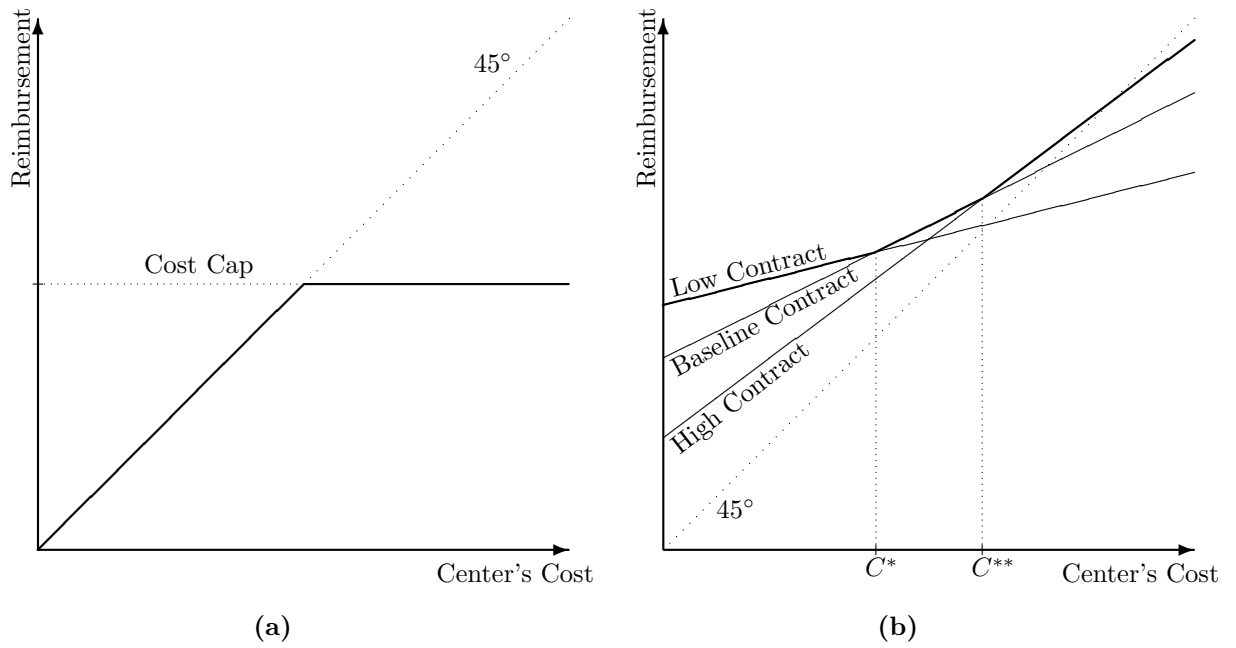 Reimbursement
45°
Cost Cap
Center's Cost
(a)
Reimbursement
Low Contract
Baseline Contract
High Contract
45°
C*
C**
Center's Cost
(b)